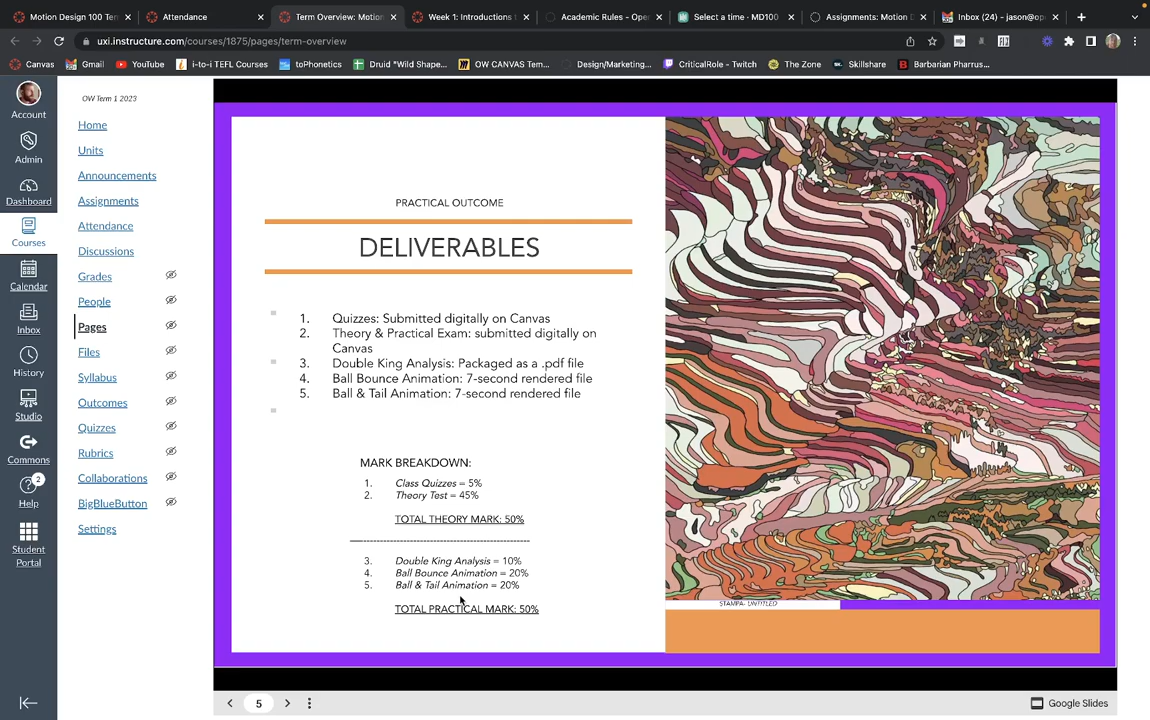 Motion Design 100 Ter
Attendance
Term Overview: Motion
Week 1: Introductions
Academic Rules - Ope
Select a time · MD100
Assignments: Motion D
Inbox (24) - jason@op
uxi.instructure.com/courses/1875/pages/term-overview
Canvas
Gmail
YouTube
i-to-i TEFL Courses
toPhonetics
Druid "Wild Shape...
OW CANVAS Tem...
Design/Marketing...
CriticalRole - Twitch
The Zone
Skillshare
Barbarian Pharrus...
Account
Admin
Dashboard
Courses
Calendar
Inbox
History
Studio
Commons
2
Help
Student
Portal
OW Term 1 2023
Home
Units
Announcements
Assignments
Attendance
Discussions
Grades
People
Pages
Files
Syllabus
Outcomes
Quizzes
Rubrics
Collaborations
BigBlueButton
Settings
PRACTICAL OUTCOME
DELIVERABLES
1. Quizzes: Submitted digitally on Canvas
2. Theory & Practical Exam: submitted digitally on
Canvas
3. Double King Analysis: Packaged as a .pdf file
4. Ball Bounce Animation: 7-second rendered file
5. Ball & Tail Animation: 7-second rendered file
MARK BREAKDOWN:
1. Class Quizzes = 5%
2. Theory Test = 45%
TOTAL THEORY MARK: 50%
3. Double King Analysis = 10%
4. Ball Bounce Animation = 20%
5. Ball & Tail Animation = 20%
TOTAL PRACTICAL MARK: 50%
STAMPA- UNTITLED
5
Google Slides